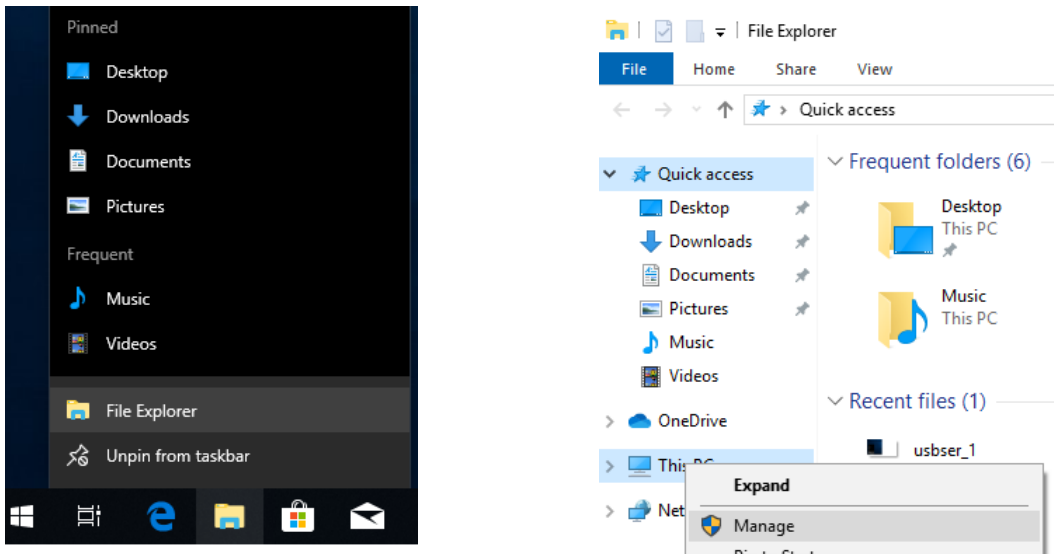 Pinned
Desktop
Downloads
Documents
Pictures
Frequent
Music
Videos
File Explorer
Unpin from taskbar
File Explorer
File Home Share View
Quick access
Quick access
Desktop
Downloads
Documents
Pictures
Music
Videos
OneDrive
This
Net
Frequent folders (6)
Desktop
This PC
Music
This PC
Recent files (1)
usbser_1
Expand
Manage